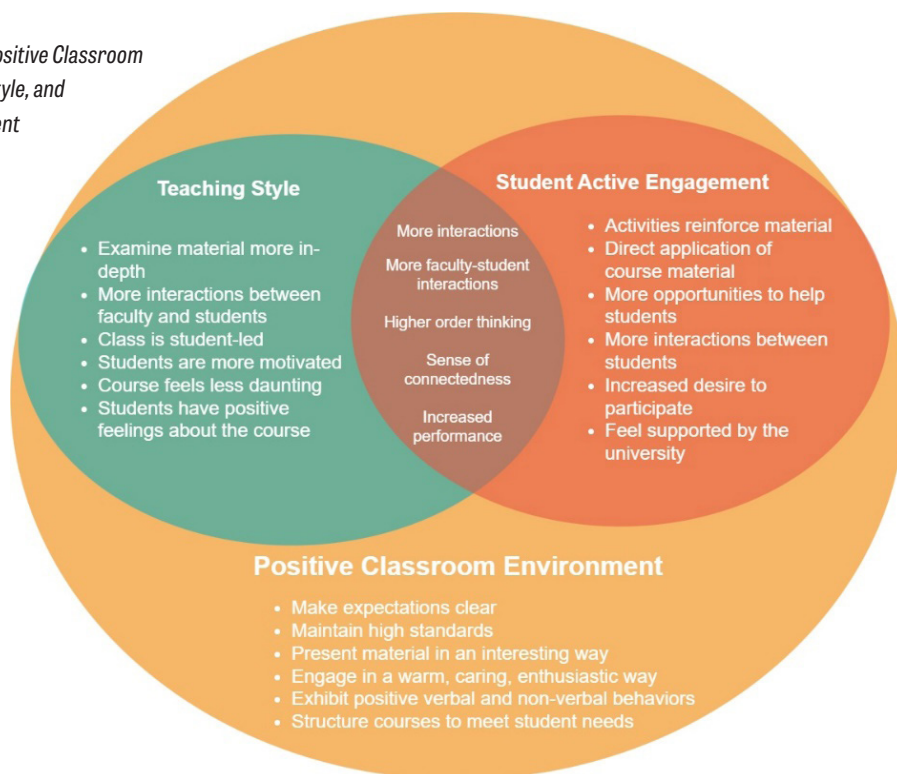 ositive Classroom
yle, and
ent
Teaching Style
• Examine material more in-
depth
• More interactions between
faculty and students
• Class is student-led
• Students are more motivated
• Course feels less daunting
• Students have positive
feelings about the course
More interactions
More faculty-student
interactions
Higher order thinking
Sense of
connectedness
Increased
performance
Student Active Engagement
• Activities reinforce material
• Direct application of
course material
• More opportunities to help
students
• More interactions between
students
• Increased desire to
participate
• Feel supported by the
university
Positive Classroom Environment
• Make expectations clear
• Maintain high standards
• Present material in an interesting way
• Engage in a warm, caring, enthusiastic way
• Exhibit positive verbal and non-verbal behaviors
• Structure courses to meet student needs